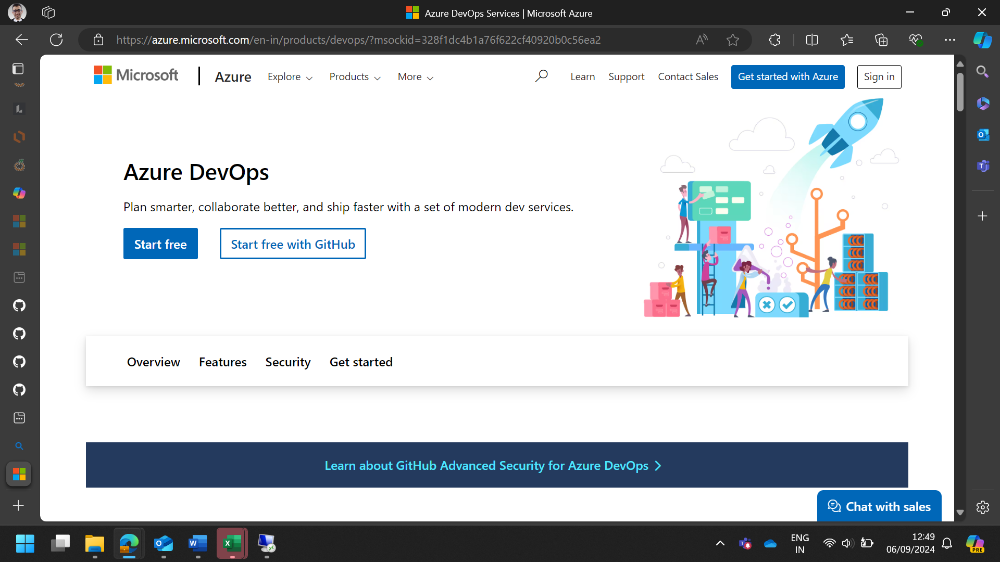 Azure DevOps Services | Microsoft Azure
https://azure.microsoft.com/en-in/products/devops/?msockid=328f1dc4b1a76f622cf40920b0c56ea2
Microsoft
Azure
Explore
Products
More
Learn
Support
Contact Sales
Get started with Azure
Sign in
Azure DevOps
Plan smarter, collaborate better, and ship faster with a set of modern dev services.
Start free
Start free with GitHub
Overview
Features
Security
Get started
Learn about GitHub Advanced Security for Azure DevOps
Chat with sales
ENG
IN
12:49
06/09/2024
PRE